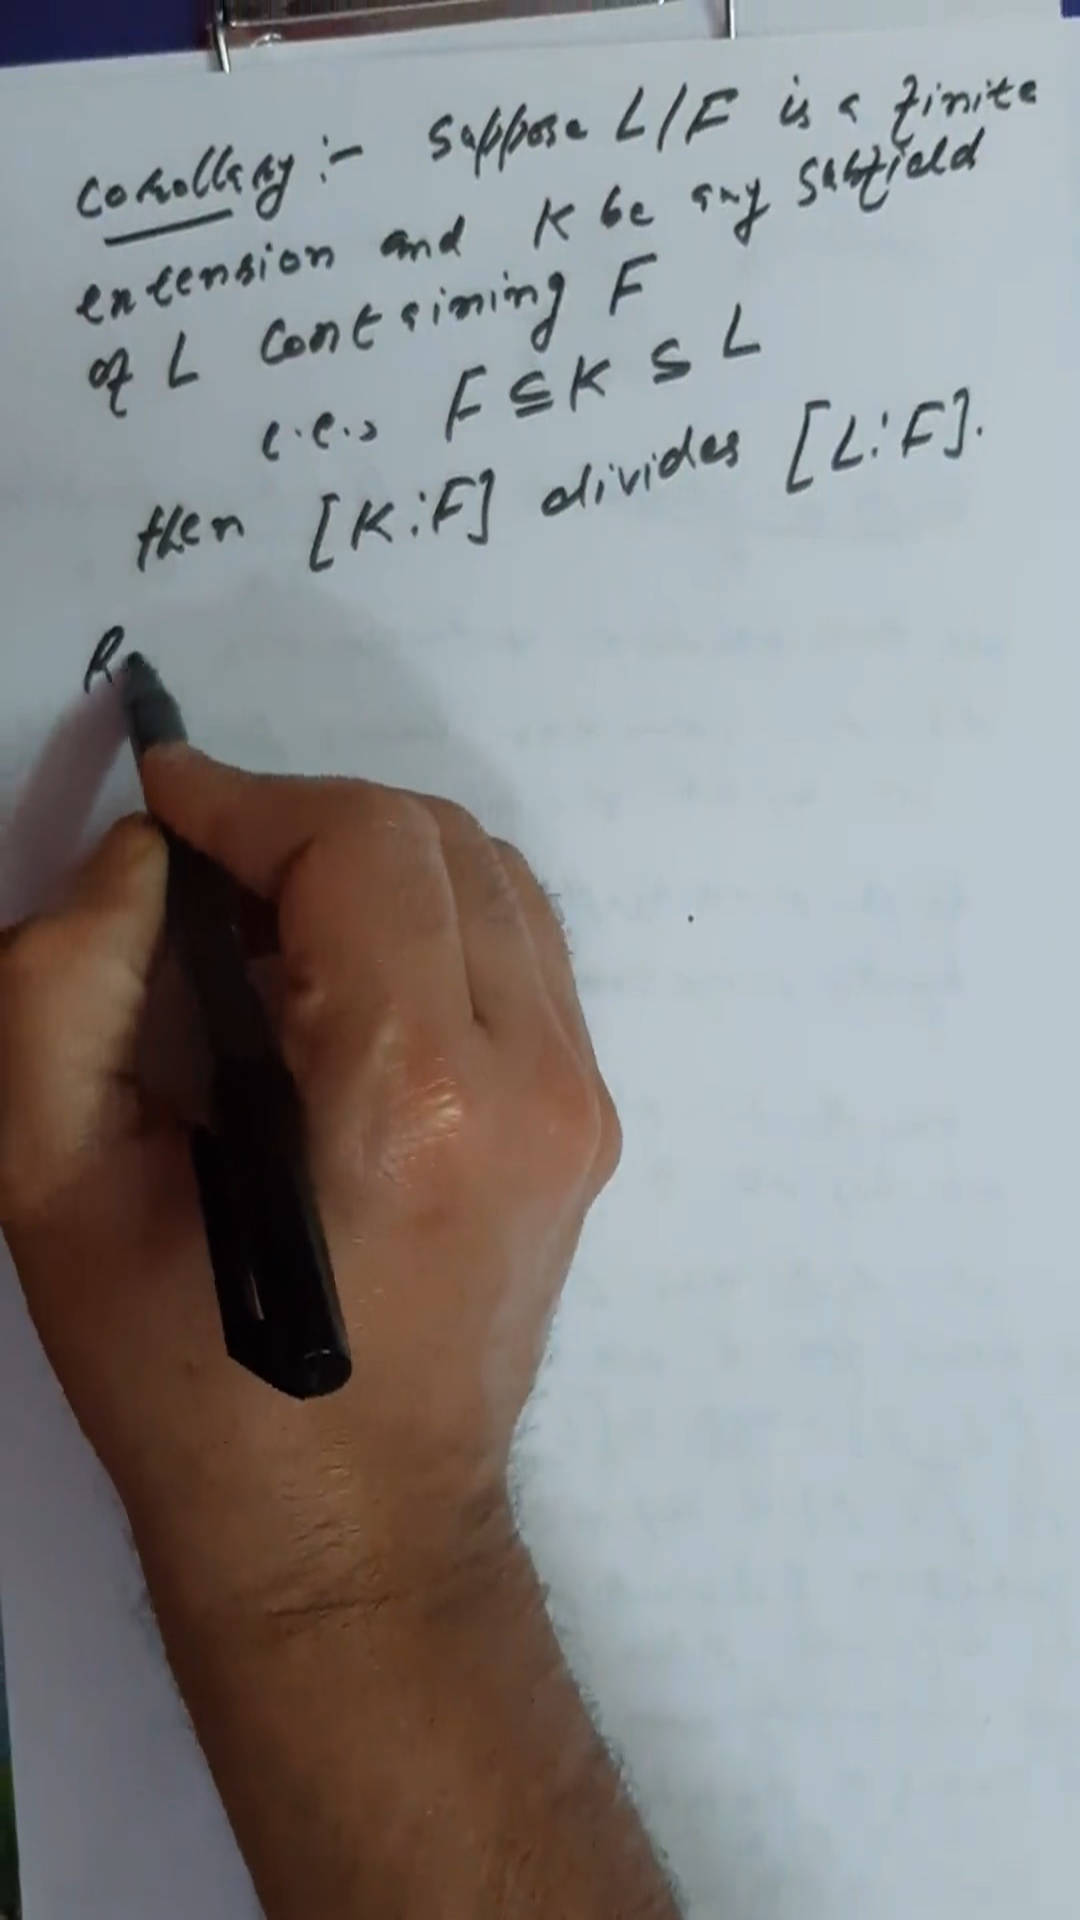 Corollary :- Suppose L/F is a finite
extension and K be any subfield
of L containing F
i.e., F ⊆ K ⊆ L
then [K:F] divides [L:F].